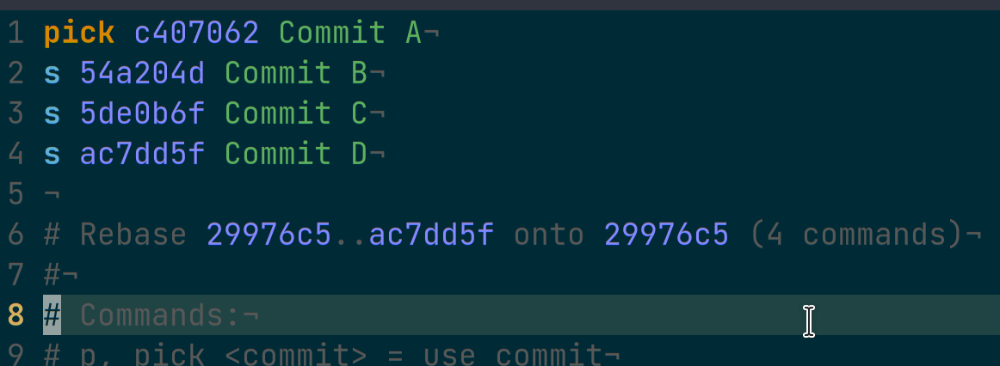 1 pick c407062 Commit A¬
2 s 54a204d Commit B¬
3 s 5de0b6f Commit C¬
4 s ac7dd5f Commit D¬
5 ¬
6 # Rebase 29976c5..ac7dd5f onto 29976c5 (4 commands)¬
7 #¬
8 # Commands:¬
9 # p, pick <commit> = use commit¬